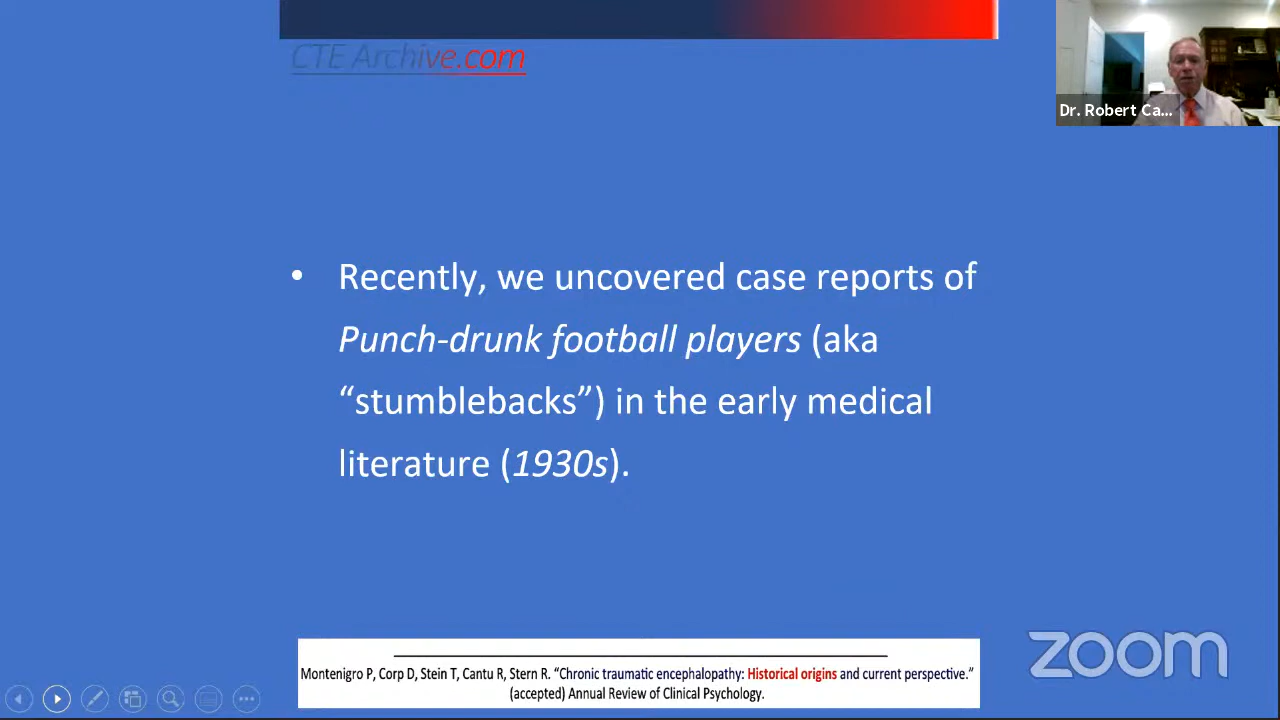 CTE Archive.com
Dr. Robert Ca...
• Recently, we uncovered case reports of
Punch-drunk football players (aka
“stumblebacks”) in the early medical
literature (1930s).
zoom
Montenigro P, Corp D, Stein T, Cantu R, Stern R. “Chronic traumatic encephalopathy: Historical origins and current perspective.”
(accepted) Annual Review of Clinical Psychology.